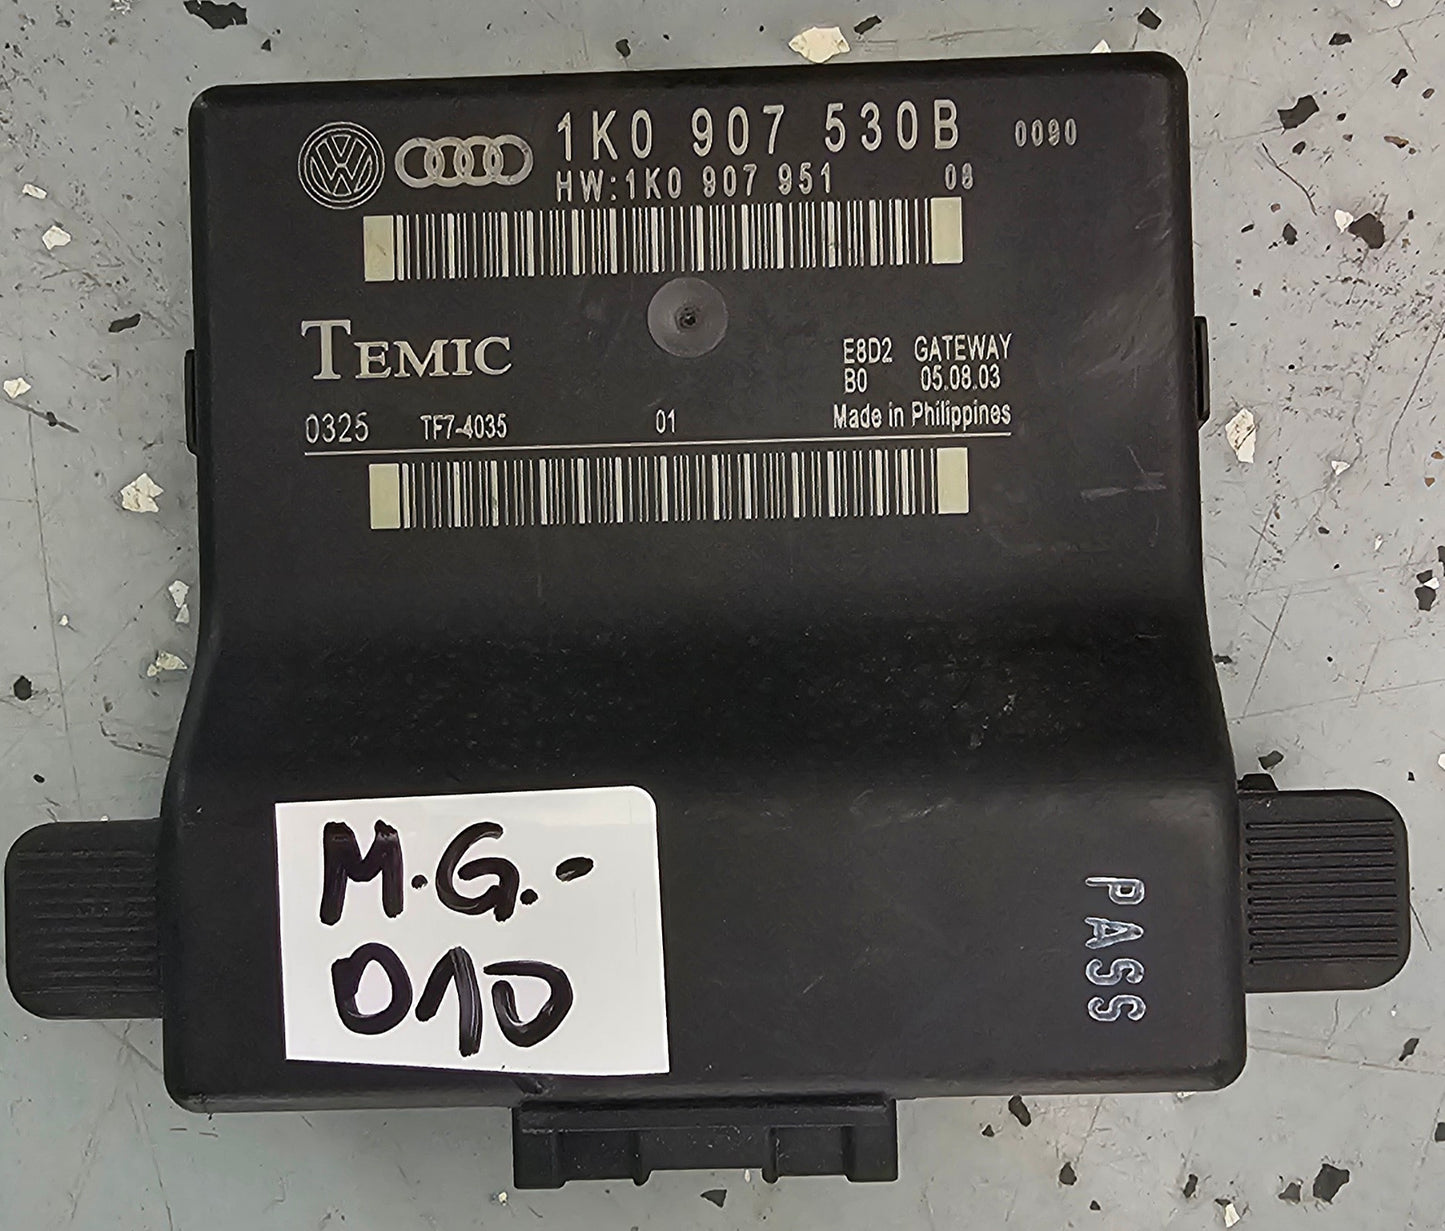 1K0 907 530B 0090
HW:1K0 907 951 08
TEMIC
E8D2 GATEWAY
B0 05.08.03
0325 TF7-4035 01 Made in Philippines
M.G.-
010
PASS